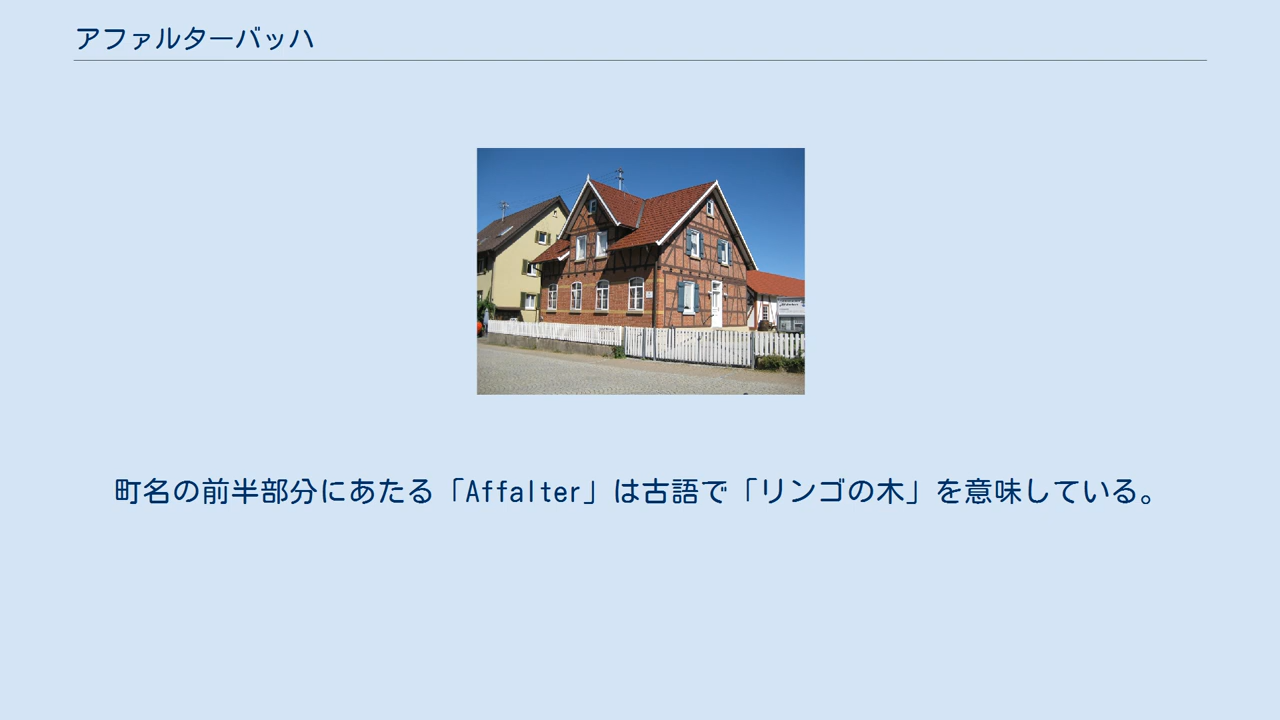 アファルターバッハ
町名の前半部分にあたる「Affalter」は古語で「リンゴの木」を意味している。